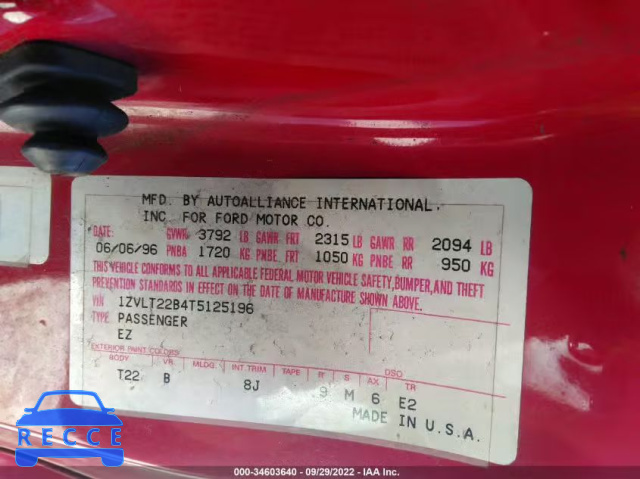 MFD. BY AUTOALLIANCE INTERNATIONAL.
INC. FOR FORD MOTOR CO.
DATE: GVWR 3792 LB GAWR FRT 2315 LB GAWR RR 2094 LB
06/06/96 PNBA 1720 KG PNBE. FRT 1050 KG PNBE RR 950 KG
THIS VEHICLE CONFORMS TO ALL APPLICABLE FEDERAL MOTOR VEHICLE SAFETY, BUMPER, AND THEFT
PREVENTION STANDARDS IN EFFECT ON THE DATE OF MANUFACTURE SHOWN ABOVE.
VIN 1ZVLT22B4T5125196
TYPE PASSENGER
EZ
EXTERIOR PAINT COLORS DSO
BODY VR MLDG. INT TRIM TAPE R S AX TR
T22 B 8J 9 M 6 E2
MADE IN U.S.A.
RECCE
000-34603640 - 09/29/2022 - IAA Inc.